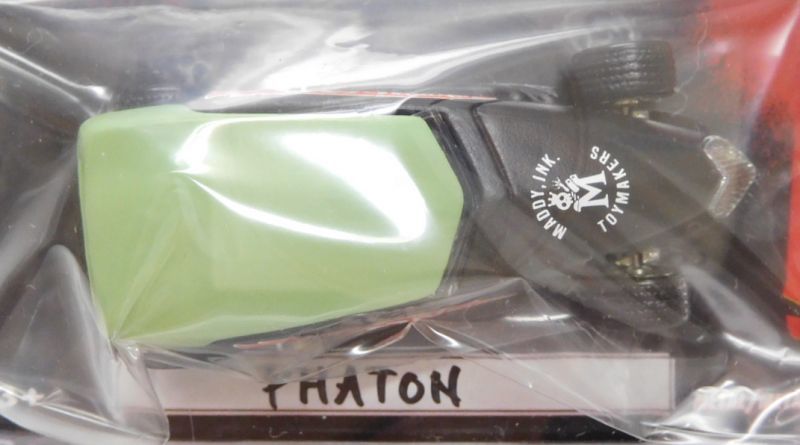 MADDY, INK.
M
TOYMAKERS
PHATON